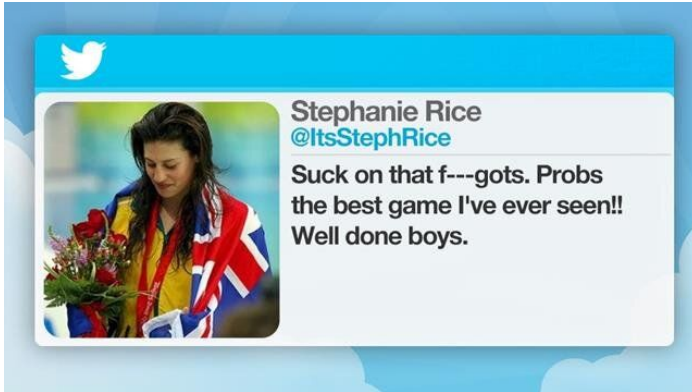 Stephanie Rice
@ItsStephRice
Suck on that f---gots. Probs
the best game I've ever seen!!
Well done boys.